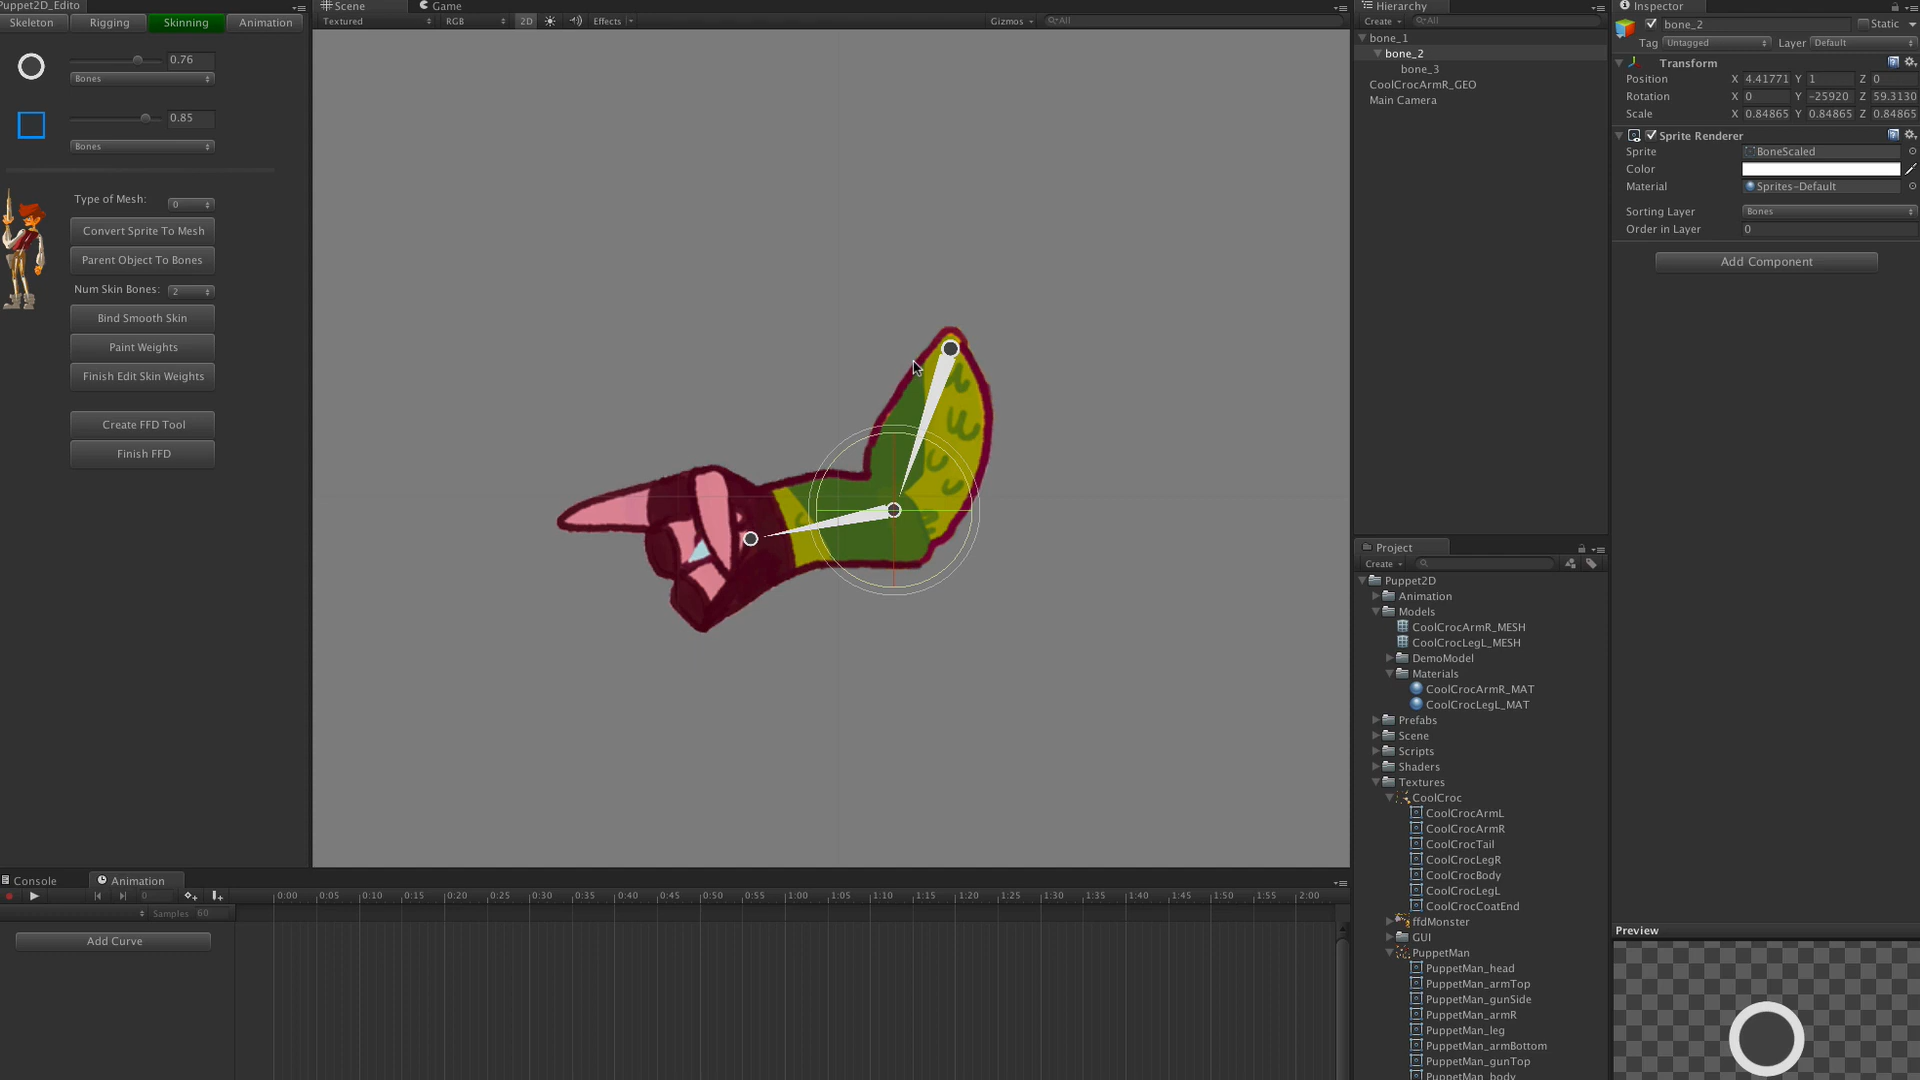 Puppet2D_Edito
Skeleton
Rigging
Skinning
Animation
0.76
Bones
0.85
Bones
Type of Mesh:
0
Convert Sprite To Mesh
Parent Object To Bones
Num Skin Bones:
2
Bind Smooth Skin
Paint Weights
Finish Edit Skin Weights
Create FFD Tool
Finish FFD
Scene
Game
Textured
RGB
2D
Effects
Gizmos
All
Hierarchy
Create
All
bone_1
bone_2
bone_3
CoolCrocArmR_GEO
Main Camera
Inspector
bone_2
Static
Tag
Untagged
Layer
Default
Transform
Position X 4.41771 Y 1 Z 0
Rotation X 0 Y -25920 Z 59.3130
Scale X 0.84865 Y 0.84865 Z 0.84865
Sprite Renderer
Sprite
BoneScaled
Color
Material
Sprites-Default
Sorting Layer
Bones
Order in Layer
0
Add Component
Project
Create
Puppet2D
Animation
Models
CoolCrocArmR_MESH
CoolCrocLegL_MESH
DemoModel
Materials
CoolCrocArmR_MAT
CoolCrocLegL_MAT
Prefabs
Scene
Scripts
Shaders
Textures
CoolCroc
CoolCrocArmL
CoolCrocArmR
CoolCrocTail
CoolCrocLegR
CoolCrocBody
CoolCrocLegL
CoolCrocCoatEnd
ffdMonster
GUI
PuppetMan
PuppetMan_head
PuppetMan_armTop
PuppetMan_gunSide
PuppetMan_armR
PuppetMan_leg
PuppetMan_armBottom
PuppetMan_gunTop
PuppetMan_body
Preview
Console
Animation
0
0:00 0:05 0:10 0:15 0:20 0:25 0:30 0:35 0:40 0:45 0:50 0:55 1:00 1:05 1:10 1:15 1:20 1:25 1:30 1:35 1:40 1:45 1:50 1:55 2:00
Samples 60
Add Curve